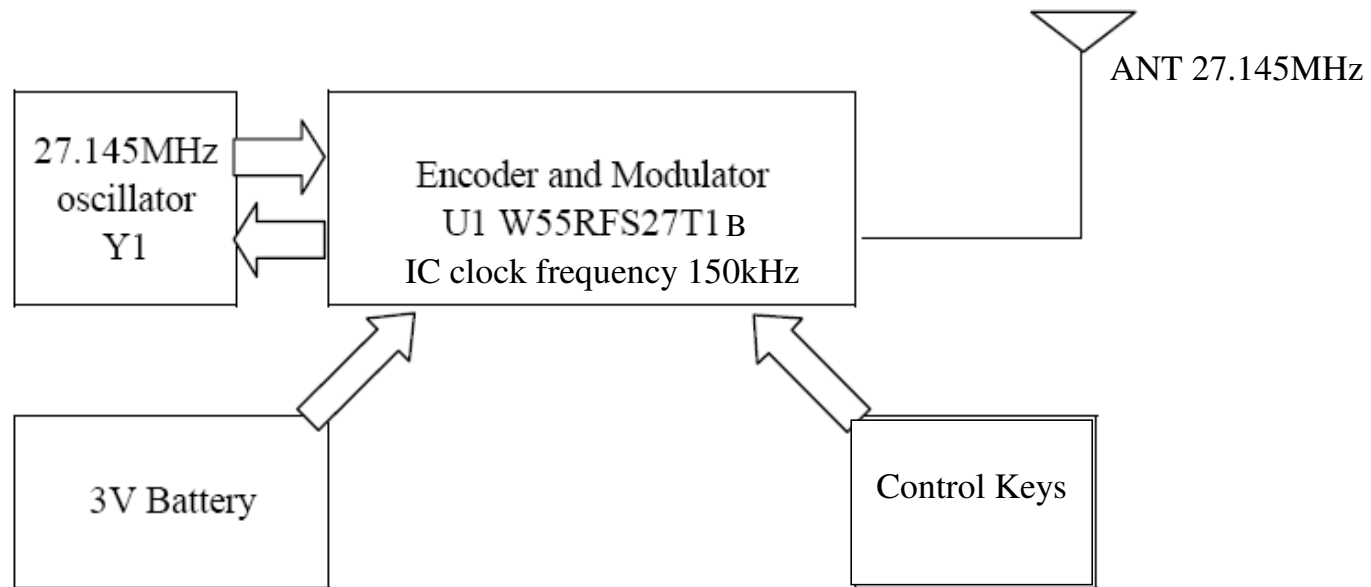 ANT 27.145MHz
27.145MHz
oscillator
Y1
Encoder and Modulator
U1 W55RFS27T1 B
IC clock frequency 150kHz
3V Battery
Control Keys